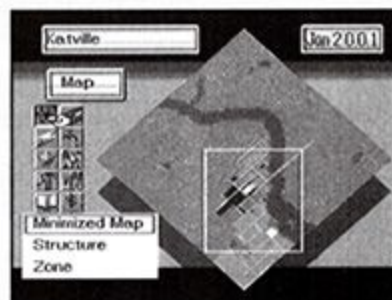 Katville
Jan 2001
Map
Minimized Map
Structure
Zone